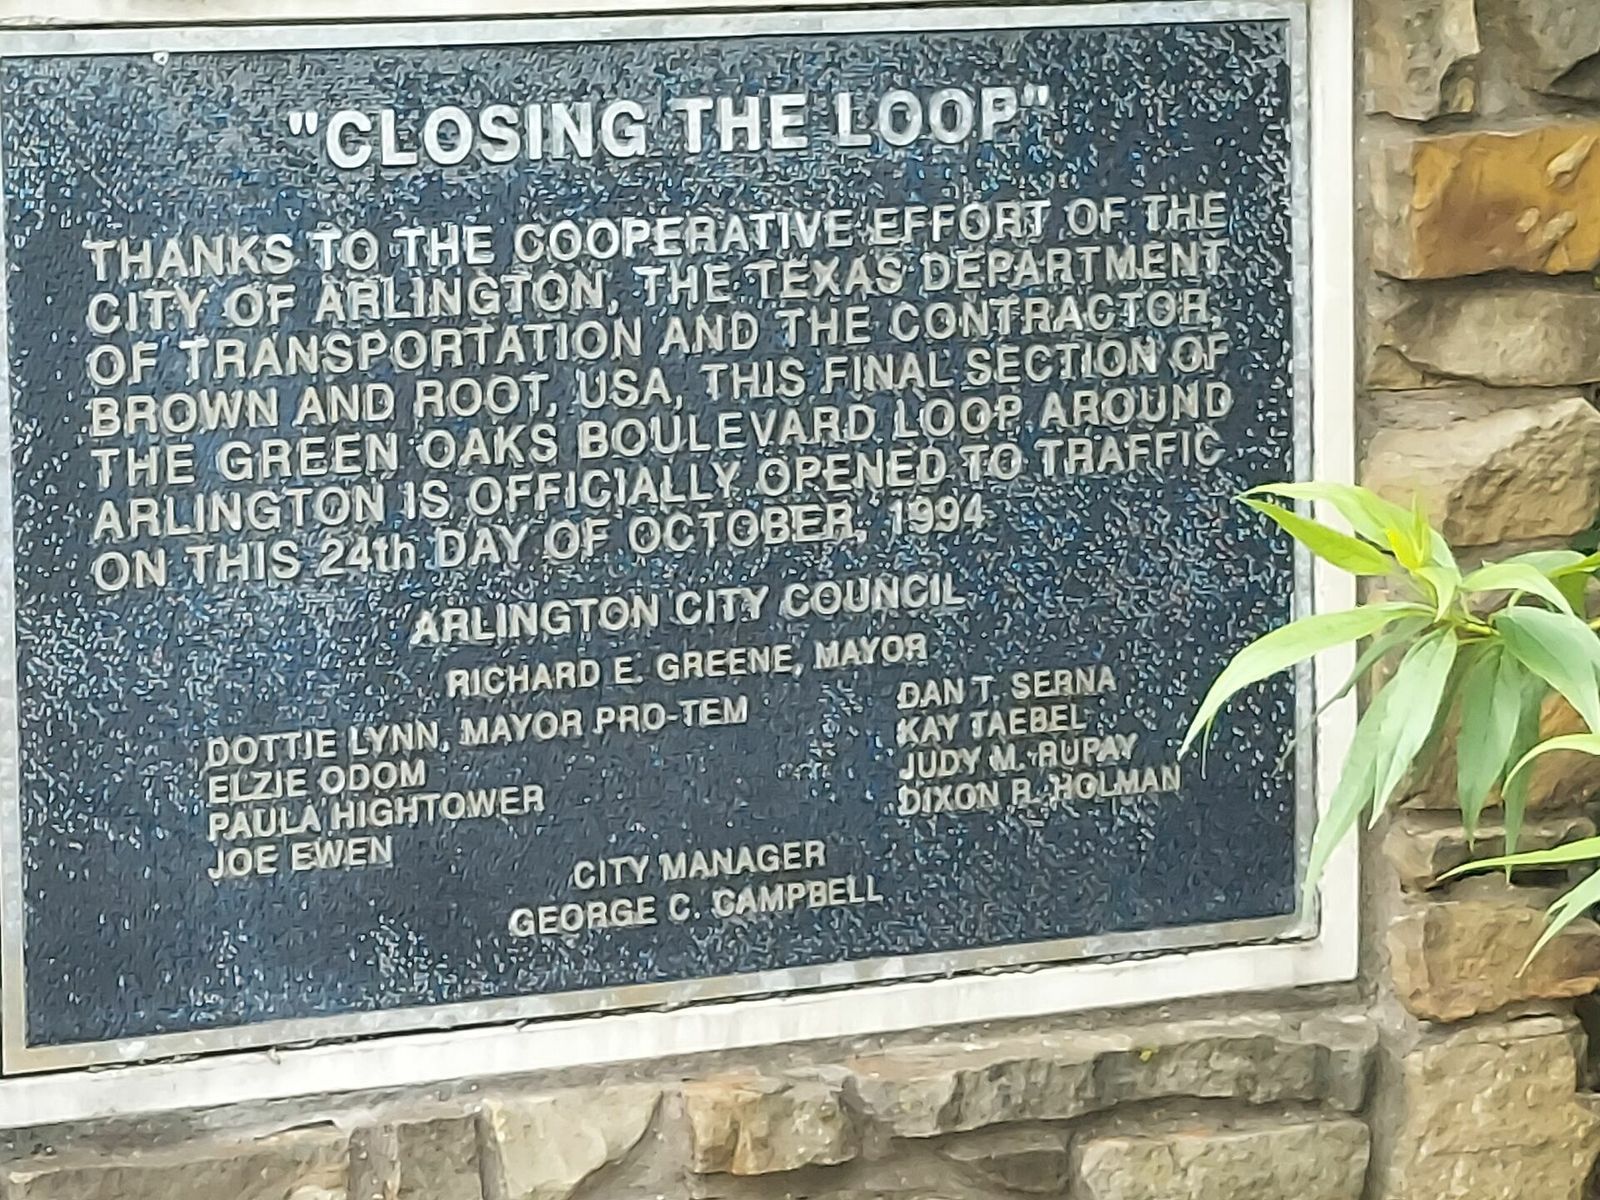 "CLOSING THE LOOP"
THANKS TO THE COOPERATIVE EFFORT OF THE
CITY OF ARLINGTON, THE TEXAS DEPARTMENT
OF TRANSPORTATION AND THE CONTRACTOR,
BROWN AND ROOT, USA, THIS FINAL SECTION OF
THE GREEN OAKS BOULEVARD LOOP AROUND
ARLINGTON IS OFFICIALLY OPENED TO TRAFFIC
ON THIS 24th DAY OF OCTOBER, 1994
ARLINGTON CITY COUNCIL
RICHARD E. GREENE, MAYOR
DOTTIE LYNN, MAYOR PRO-TEM
ELZIE ODOM
PAULA HIGHTOWER
JOE EWEN
DAN T. SERNA
KAY TAEBEL
JUDY M. RUPAY
DIXON R. HOLMAN
CITY MANAGER
GEORGE C. CAMPBELL